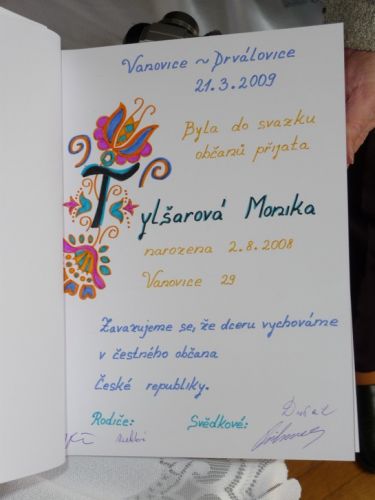 Vanovice ~ Drválovice
21.3.2009
Byla do svazku
občanů přijata
Tylšarová Monika
narozena 2.8.2008
Vanovice 29
Zavazujeme se, že dceru vychováme
v čestného občana
České republiky.
Rodiče: Svědkové: